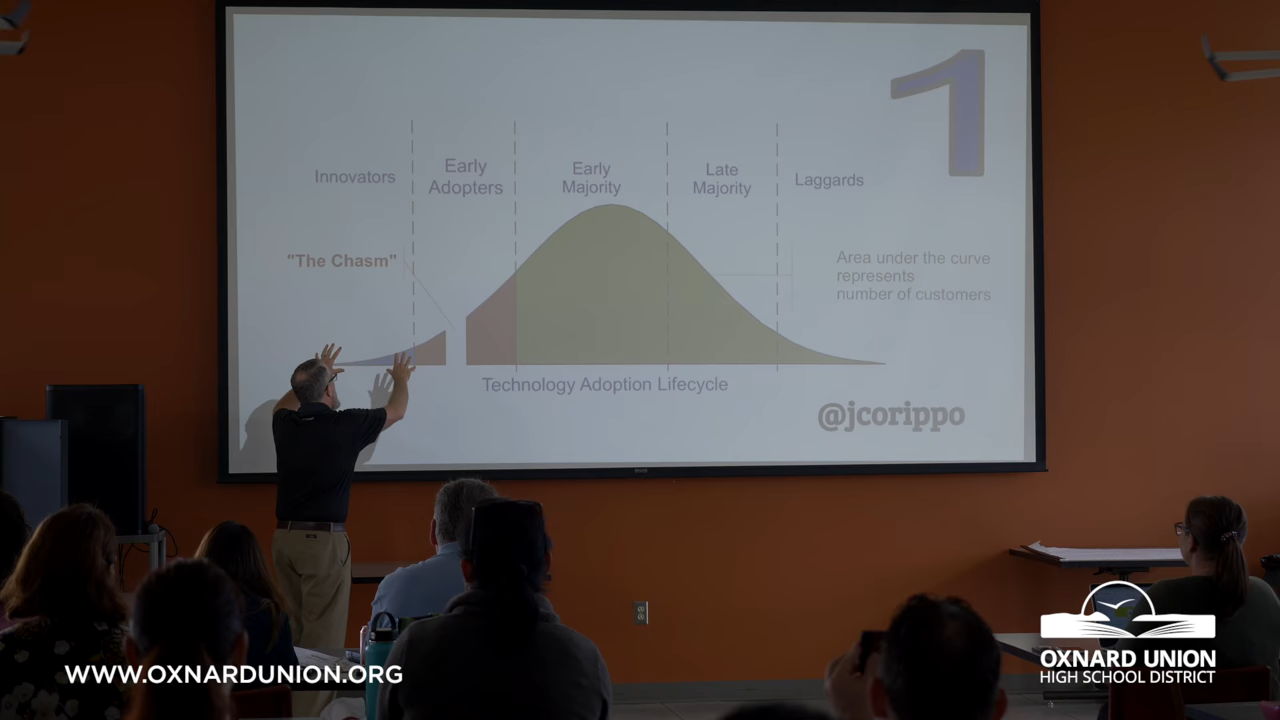 1
Innovators
Early
Adopters
Early
Majority
Late
Majority
Laggards
"The Chasm"
Area under the curve
represents
number of customers
Technology Adoption Lifecycle
@jcorippo
WWW.OXNARDUNION.ORG
OXNARD UNION
HIGH SCHOOL DISTRICT